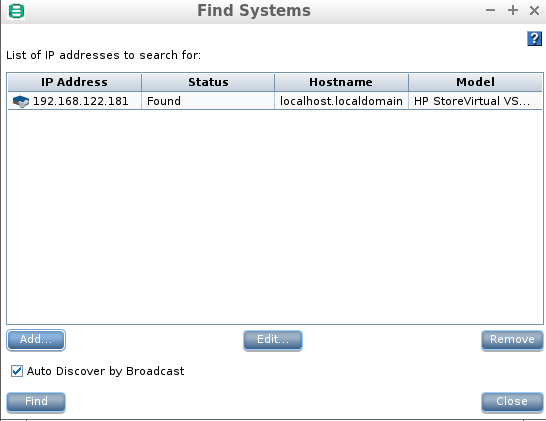 Find Systems
?
List of IP addresses to search for:
IP Address Status Hostname Model
192.168.122.181 Found localhost.localdomain HP StoreVirtual VS...
Add... Edit... Remove
Auto Discover by Broadcast
Find Close